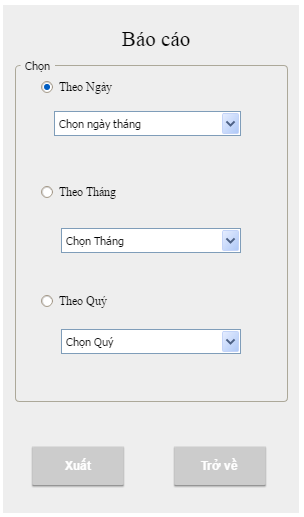 Báo cáo
Chọn
Theo Ngày
Chọn ngày tháng
Theo Tháng
Chọn Tháng
Theo Quý
Chọn Quý
Xuất
Trở về